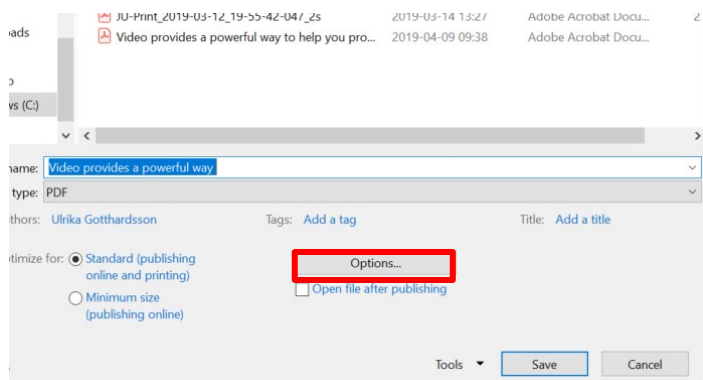 JU-Print_2019-03-12_19-55-42-047_2s 2019-03-14 13:27 Adobe Acrobat Docu... 2
oads Video provides a powerful way to help you pro... 2019-04-09 09:38 Adobe Acrobat Docu...
ws (C:)
name: Video provides a powerful way
type: PDF
thors: Ulrika Gotthardsson Tags: Add a tag Title: Add a title
timize for: Standard (publishing
online and printing)
Minimum size
(publishing online)
Options...
Open file after publishing
Tools Save Cancel